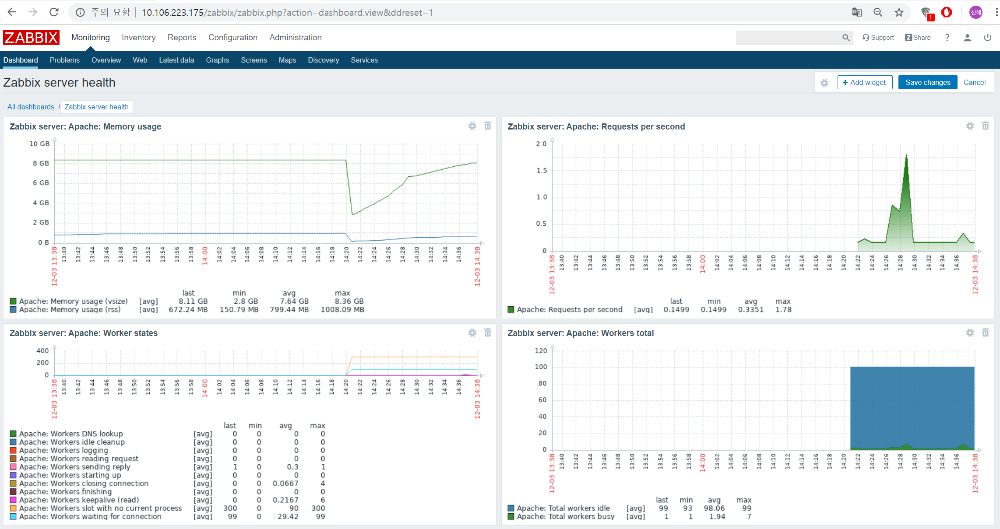 주의 요함 | 10.106.223.175/zabbix/zabbix.php?action=dashboard.view&ddreset=1 신혜
ZABBIX Monitoring Inventory Reports Configuration Administration Support Z Share ?
Dashboard Problems Overview Web Latest data Graphs Screens Maps Discovery Services
Zabbix server health + Add widget Save changes Cancel
All dashboards / Zabbix server health
Zabbix server: Apache: Memory usage
10 GB
8 GB
6 GB
4 GB
2 GB
0 B
12-03 13:38 13:40 13:42 13:44 13:46 13:48 13:50 13:52 13:54 13:56 13:58 14:00 14:02 14:04 14:06 14:08 14:10 14:12 14:14 14:16 14:18 14:20 14:22 14:24 14:26 14:28 14:30 14:32 14:34 14:36 12-03 14:38
last min avg max
Apache: Memory usage (vsize) [avg] 8.11 GB 2.8 GB 7.64 GB 8.36 GB
Apache: Memory usage (rss) [avg] 672.24 MB 150.79 MB 799.44 MB 1008.09 MB
Zabbix server: Apache: Requests per second
2.0
1.5
1.0
0.5
0
12-03 13:38 13:40 13:42 13:44 13:46 13:48 13:50 13:52 13:54 13:56 13:58 14:00 14:02 14:04 14:06 14:08 14:10 14:12 14:14 14:16 14:18 14:20 14:22 14:24 14:26 14:28 14:30 14:32 14:34 14:36 12-03 14:38
last min avg max
Apache: Requests per second [avg] 0.1499 0.1499 0.3351 1.78
Zabbix server: Apache: Worker states
400
200
0
12-03 13:38 13:40 13:42 13:44 13:46 13:48 13:50 13:52 13:54 13:56 13:58 14:00 14:02 14:04 14:06 14:08 14:10 14:12 14:14 14:16 14:18 14:20 14:22 14:24 14:26 14:28 14:30 14:32 14:34 14:36 12-03 14:38
last min avg max
Apache: Workers DNS lookup [avg] 0 0 0 0
Apache: Workers idle cleanup [avg] 0 0 0 0
Apache: Workers logging [avg] 0 0 0 0
Apache: Workers reading request [avg] 0 0 0 0
Apache: Workers sending reply [avg] 1 0 0.3 1
Apache: Workers starting up [avg] 0 0 0 0
Apache: Workers closing connection [avg] 0 0 0.0667 4
Apache: Workers finishing [avg] 0 0 0 0
Apache: Workers keepalive (read) [avg] 0 0 0.2167 6
Apache: Workers slot with no current process [avg] 300 0 90 300
Apache: Workers waiting for connection [avg] 99 0 29.42 99
Zabbix server: Apache: Workers total
120
100
80
60
40
20
0
12-03 13:38 13:40 13:42 13:44 13:46 13:48 13:50 13:52 13:54 13:56 13:58 14:00 14:02 14:04 14:06 14:08 14:10 14:12 14:14 14:16 14:18 14:20 14:22 14:24 14:26 14:28 14:30 14:32 14:34 14:36 12-03 14:38
last min avg max
Apache: Total workers idle [avg] 99 93 98.06 99
Apache: Total workers busy [avg] 1 1 1.94 7